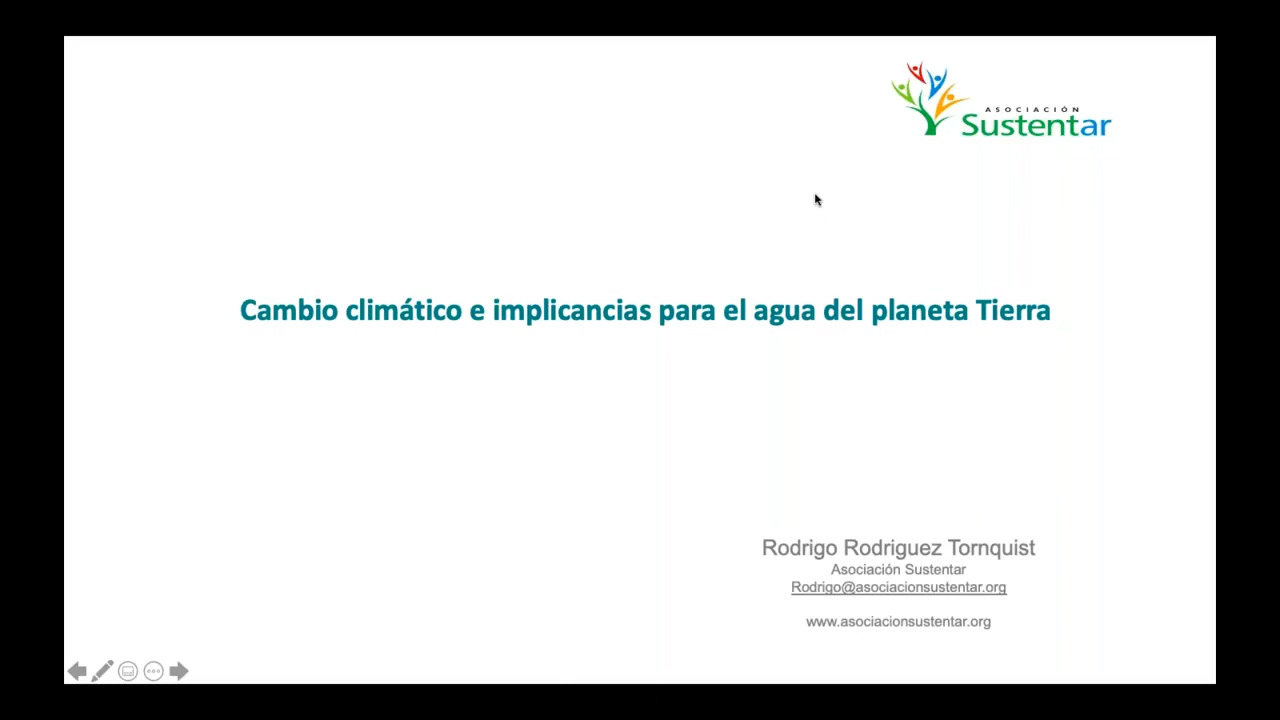 ASOCIACIÓN
Sustentar
Cambio climático e implicancias para el agua del planeta Tierra
Rodrigo Rodriguez Tornquist
Asociación Sustentar
Rodrigo@asociacionsustentar.org
www.asociacionsustentar.org